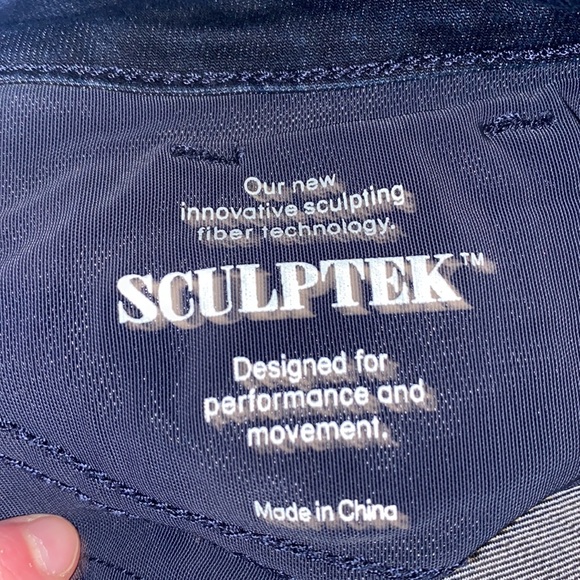 Our new
innovative sculpting
fiber technology.
SCULPTEK™
Designed for
performance and
movement.
Made in China